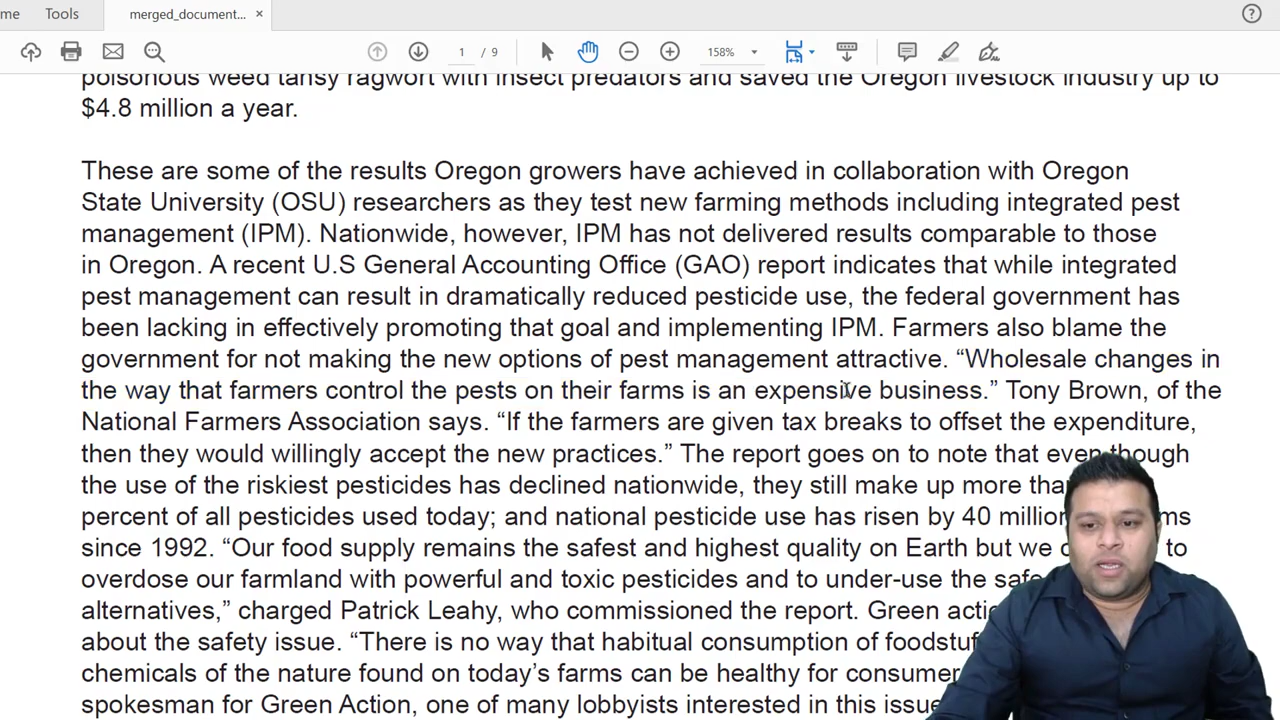 me Tools merged_document... ×
1 / 9 158%
poisonous weed tansy ragwort with insect predators and saved the Oregon livestock industry up to
$4.8 million a year.
These are some of the results Oregon growers have achieved in collaboration with Oregon
State University (OSU) researchers as they test new farming methods including integrated pest
management (IPM). Nationwide, however, IPM has not delivered results comparable to those
in Oregon. A recent U.S General Accounting Office (GAO) report indicates that while integrated
pest management can result in dramatically reduced pesticide use, the federal government has
been lacking in effectively promoting that goal and implementing IPM. Farmers also blame the
government for not making the new options of pest management attractive. “Wholesale changes in
the way that farmers control the pests on their farms is an expensive business.” Tony Brown, of the
National Farmers Association says. “If the farmers are given tax breaks to offset the expenditure,
then they would willingly accept the new practices.” The report goes on to note that even though
the use of the riskiest pesticides has declined nationwide, they still make up more
percent of all pesticides used today; and national pesticide use has risen by 40 million
since 1992. “Our food supply remains the safest and highest quality on Earth but we to
overdose our farmland with powerful and toxic pesticides and to under-use the
alternatives,” charged Patrick Leahy, who commissioned the report. Green
about the safety issue. “There is no way that habitual consumption of
chemicals of the nature found on today’s farms can be healthy for
spokesman for Green Action, one of many lobbyists interested in this issue